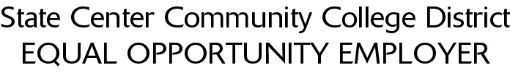 State Center Community College District
EQUAL OPPORTUNITY EMPLOYER